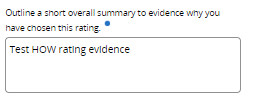 Outline a short overall summary to evidence why you
have chosen this rating.
Test HOW rating evidence